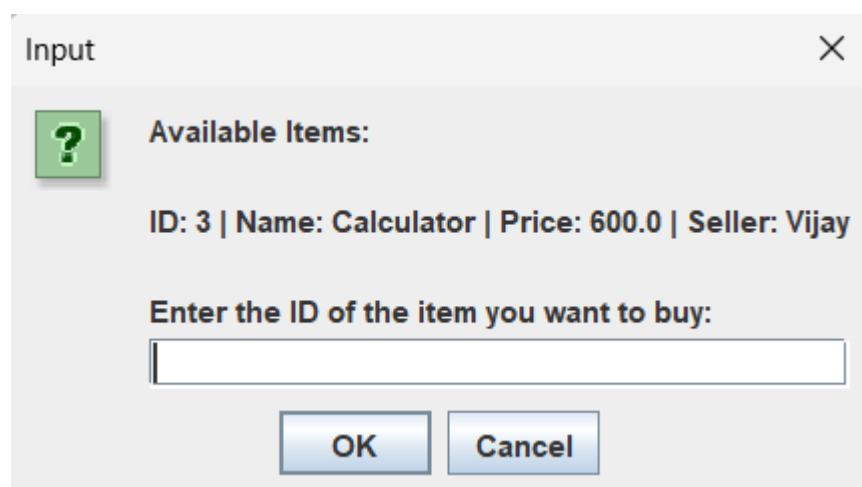 Input
Available Items:
ID: 3 | Name: Calculator | Price: 600.0 | Seller: Vijay
Enter the ID of the item you want to buy:
OK Cancel